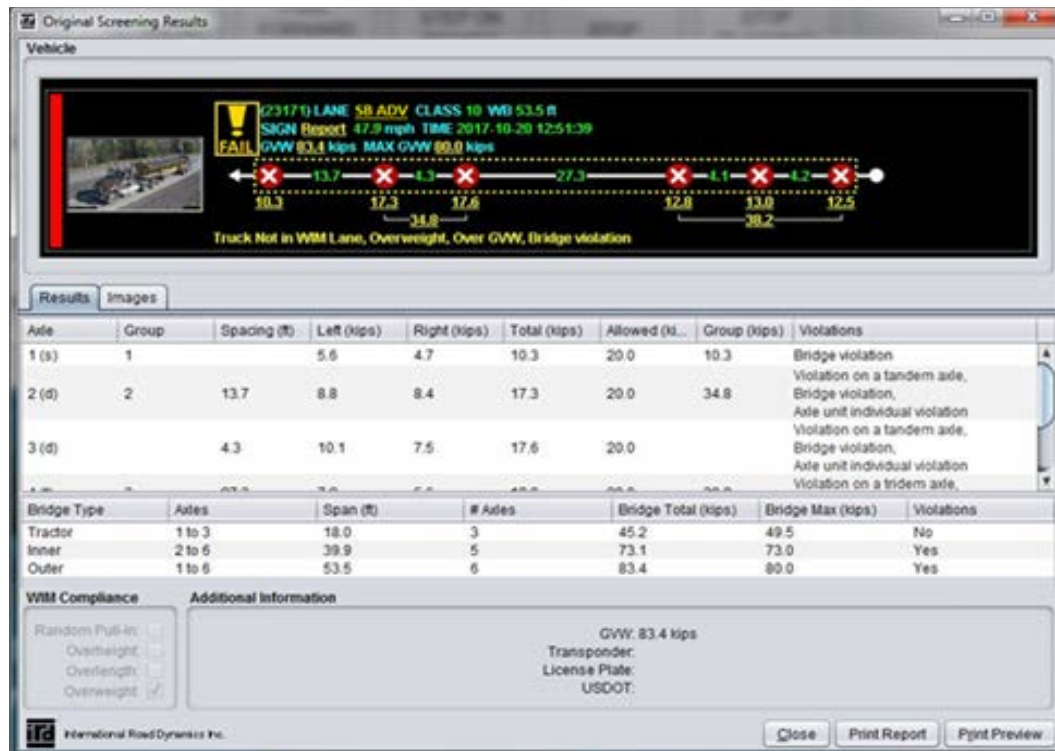 Original Screening Results
Vehicle
(23171) LANE SB ADV CLASS 10 WB 53.5 ft
SIGN Report 47.9 mph TIME 2017-10-20 12:51:39
FAIL GVW 83.4 kips MAX GVW 80.0 kips
13.7 4.3 27.3 4.1 4.2
10.3 17.3 17.6 12.8 13.0 12.5
34.8 38.2
Truck Not in WIM Lane, Overweight, Over GVW, Bridge violation
Results Images
Axle Group Spacing (ft) Left (kips) Right (kips) Total (kips) Allowed (ki... Group (kips) Violations
1 (s) 1 5.6 4.7 10.3 20.0 10.3 Bridge violation
Violation on a tandem axle,
2 (d) 2 13.7 8.8 8.4 17.3 20.0 34.8 Bridge violation,
Axle unit individual violation
Violation on a tandem axle,
3 (d) 4.3 10.1 7.5 17.6 20.0 Bridge violation,
Axle unit individual violation
Violation on a tridem axle,
Bridge Type Axles Span (ft) # Axles Bridge Total (kips) Bridge Max (kips) Violations
Tractor 1 to 3 18.0 3 45.2 49.5 No
Inner 2 to 6 39.9 5 73.1 73.0 Yes
Outer 1 to 6 53.5 6 83.4 80.0 Yes
WIM Compliance Additional Information
Random Pull-in:
Overheight:
Overlength:
Overweight:
GVW: 83.4 kips
Transponder:
License Plate:
USDOT:
ird International Road Dynamics Inc.
Close Print Report Print Preview